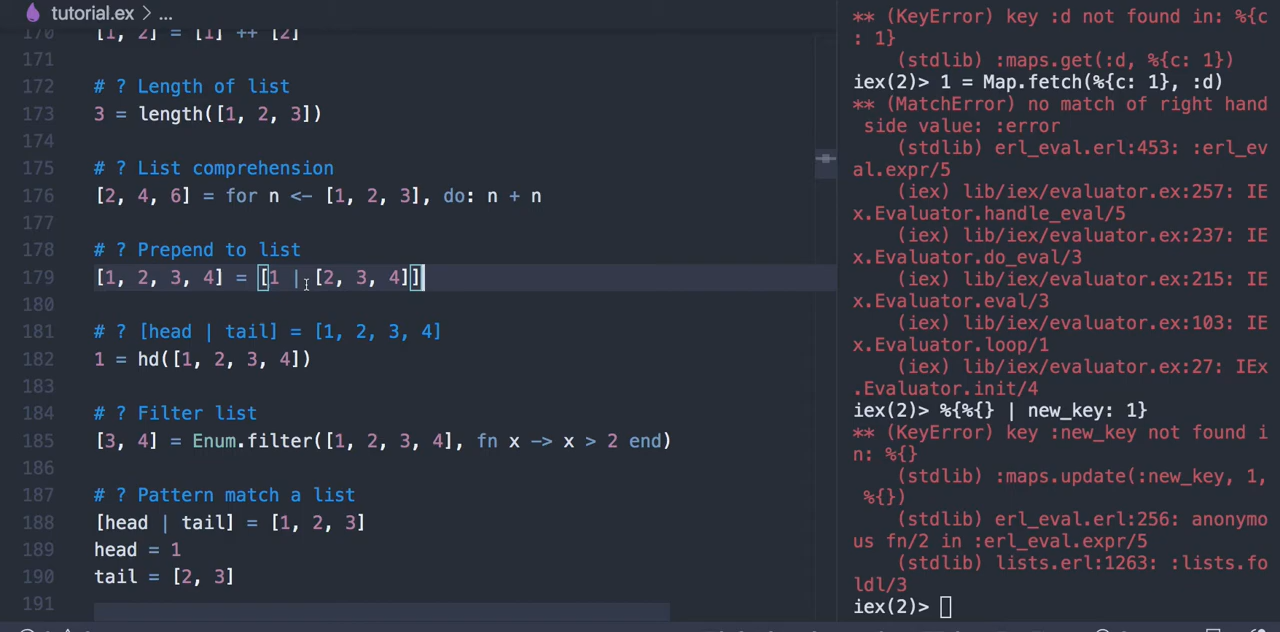 tutorial.ex > ...
170 [1, 2] = [1] ++ [2]
171
172 # ? Length of list
173 3 = length([1, 2, 3])
174
175 # ? List comprehension
176 [2, 4, 6] = for n <- [1, 2, 3], do: n + n
177
178 # ? Prepend to list
179 [1, 2, 3, 4] = [1 | [2, 3, 4]]
180
181 # ? [head | tail] = [1, 2, 3, 4]
182 1 = hd([1, 2, 3, 4])
183
184 # ? Filter list
185 [3, 4] = Enum.filter([1, 2, 3, 4], fn x -> x > 2 end)
186
187 # ? Pattern match a list
188 [head | tail] = [1, 2, 3]
189 head = 1
190 tail = [2, 3]
191
** (KeyError) key :d not found in: %{c
: 1}
(stdlib) :maps.get(:d, %{c: 1})
iex(2)> 1 = Map.fetch(%{c: 1}, :d)
** (MatchError) no match of right hand
side value: :error
(stdlib) erl_eval.erl:453: :erl_ev
al.expr/5
(iex) lib/iex/evaluator.ex:257: IE
x.Evaluator.handle_eval/5
(iex) lib/iex/evaluator.ex:237: IE
x.Evaluator.do_eval/3
(iex) lib/iex/evaluator.ex:215: IE
x.Evaluator.eval/3
(iex) lib/iex/evaluator.ex:103: IE
x.Evaluator.loop/1
(iex) lib/iex/evaluator.ex:27: IEx
.Evaluator.init/4
iex(2)> %{%{} | new_key: 1}
** (KeyError) key :new_key not found i
n: %{}
(stdlib) :maps.update(:new_key, 1,
%{})
(stdlib) erl_eval.erl:256: anonymo
us fn/2 in :erl_eval.expr/5
(stdlib) lists.erl:1263: :lists.fo
ldl/3
iex(2)>